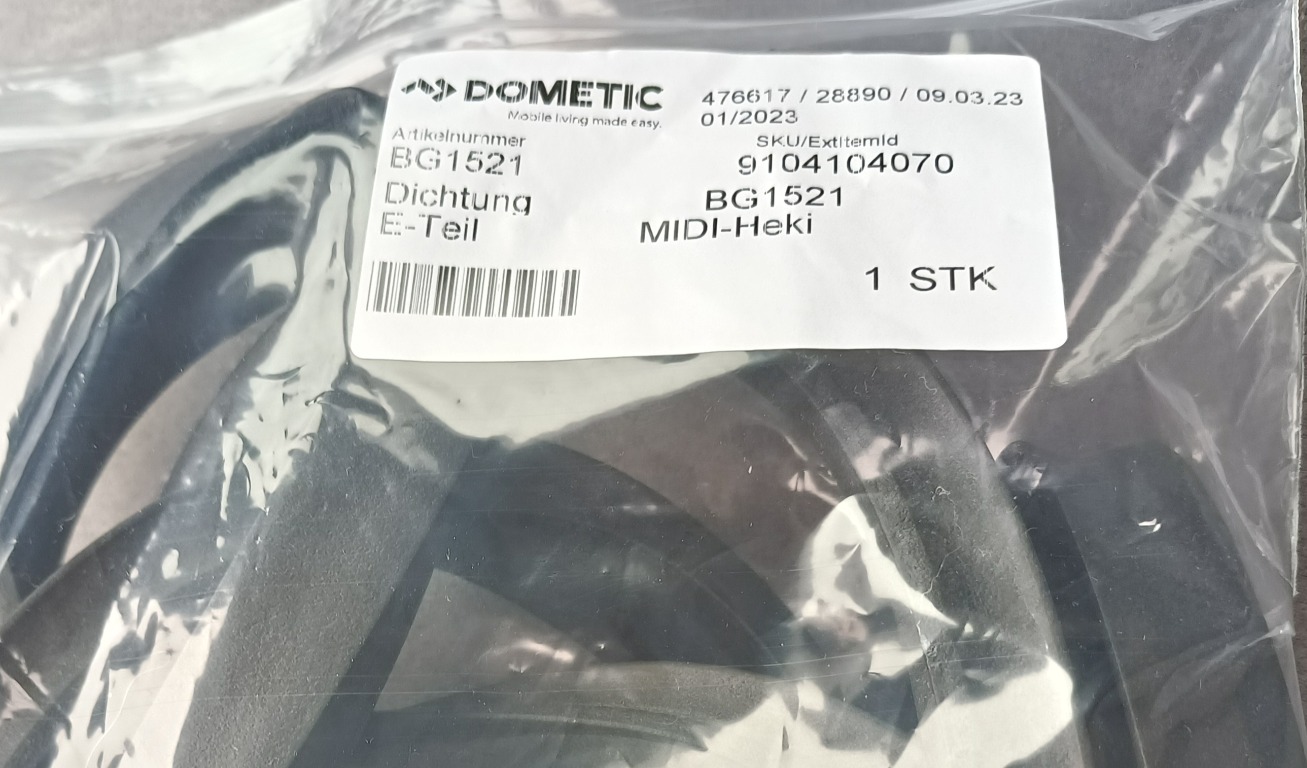 DOMETIC
Mobile living made easy.
476617 / 28890 / 09.03.23
01/2023
Artikelnummer
SKU/ExtItemId
BG1521
9104104070
Dichtung
BG1521
E-Teil
MIDI-Heki
1 STK